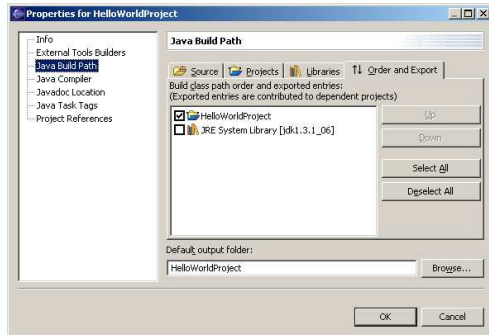 Properties for HelloWorldProject
Info
External Tools Builders
Java Build Path
Java Compiler
Javadoc Location
Java Task Tags
Project References
Java Build Path
Source Projects Libraries Order and Export
Build class path order and exported entries:
(Exported entries are contributed to dependent projects)
HelloWorldProject
JRE System Library [jdk1.3.1_06]
Up
Down
Select All
Deselect All
Default output folder:
HelloWorldProject
Browse...
OK Cancel